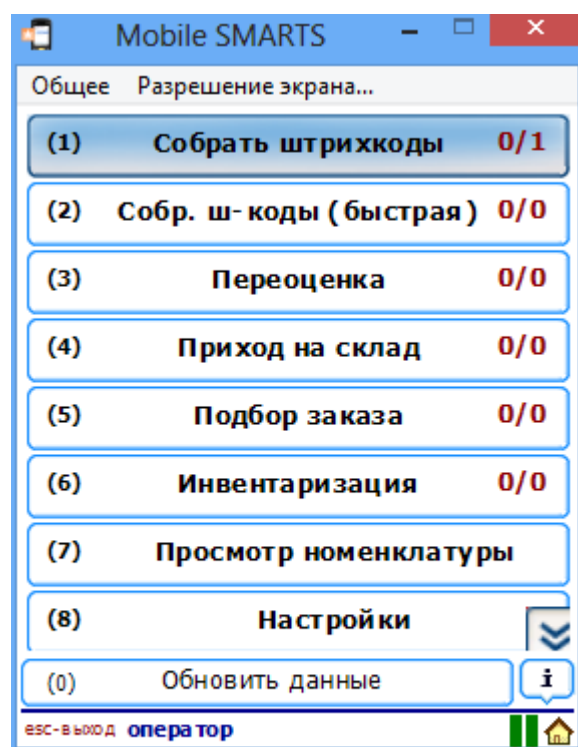 Mobile SMARTS
Общее Разрешение экрана...
(1) Собрать штрихкоды 0/1
(2) Собр. ш-коды (быстрая) 0/0
(3) Переоценка 0/0
(4) Приход на склад 0/0
(5) Подбор заказа 0/0
(6) Инвентаризация 0/0
(7) Просмотр номенклатуры
(8) Настройки
(0) Обновить данные i
esc-выход оператор